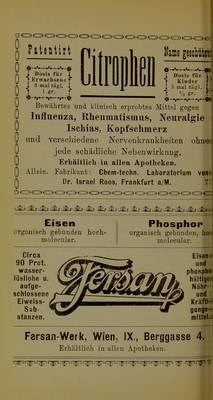 Patentirt
Citrophen
Name geschützt
Dosis für
Erwachsene
5 mal tägl.
1 gr.
Dosis für
Kinder
5 mal tägl.
½ gr.
Bewährtes und klinisch erprobtes Mittel gegen
Influenza, Rheumatismus, Neuralgie
Ischias, Kopfschmerz
und verschiedene Nervenkrankheiten ohne
jede schädliche Nebenwirkung.
Erhältlich in allen Apotheken.
Allein. Fabrikant: Chem-techn. Laboratorium von
Dr. Israel Roos, Frankfurt a/M.
Eisen
organisch gebunden hoch-
molecular.
Phosphor
organisch gebunden, ho
molecular.
Circa
90 Prot.
wasser-
lösliche u.
aufge-
schlossene
Eiweiss-
Sub-
stanzen.
Fersan
Eisen
und
phospho
hältiges
Nähr-
und
Kräfti-
gungs-
mittel.
Fersan-Werk, Wien, IX., Berggasse 4.
Erhältlich in allen Apotheken.